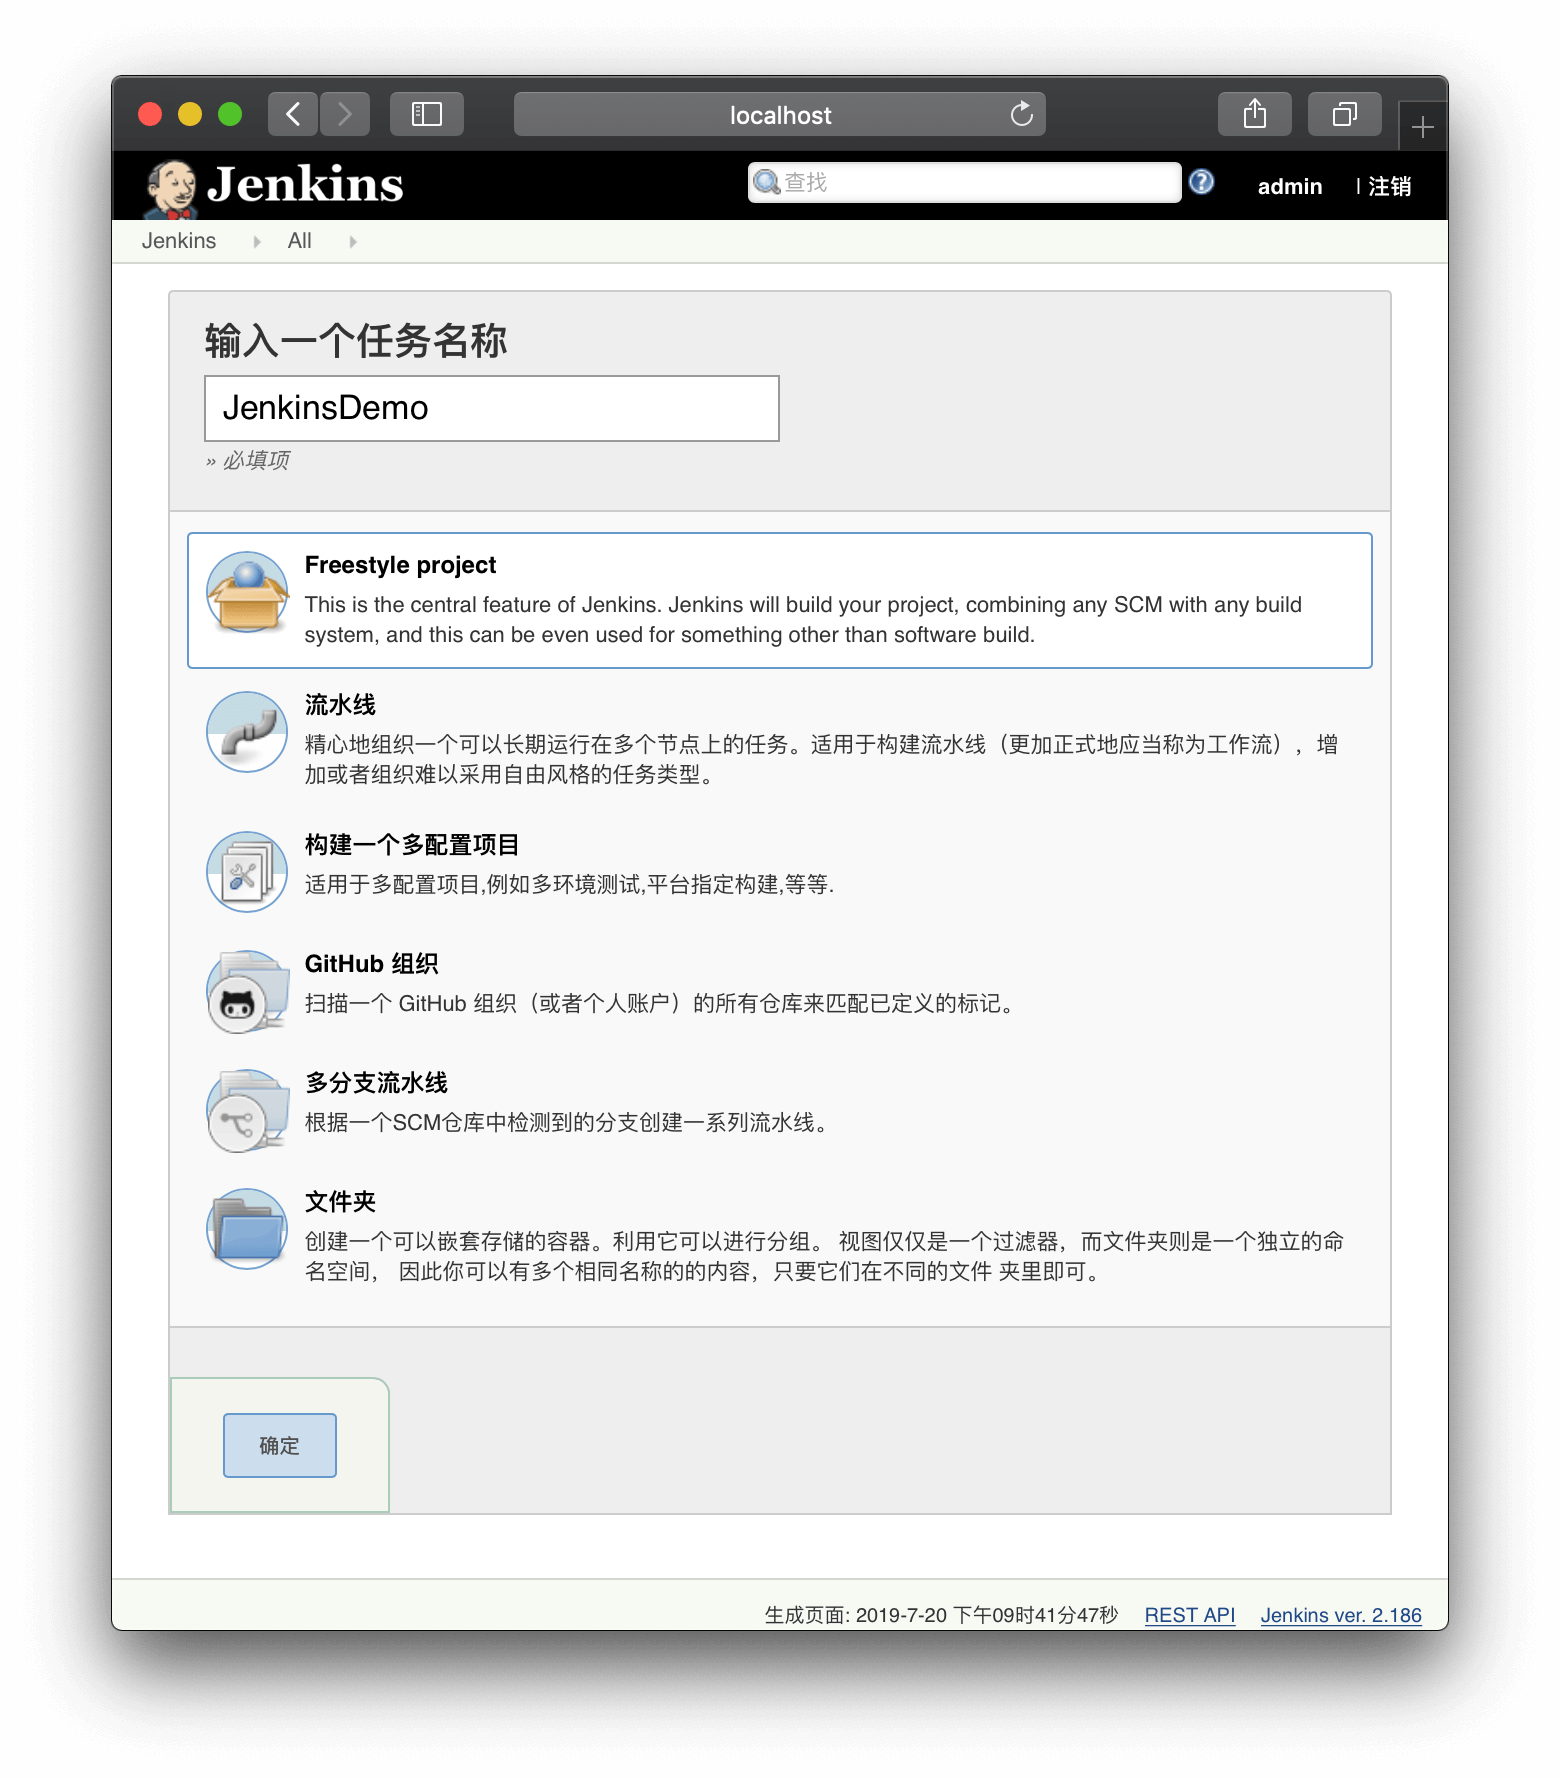 localhost
Jenkins
查找
admin
| 注销
Jenkins
All
输入一个任务名称
JenkinsDemo
» 必填项
Freestyle project
This is the central feature of Jenkins. Jenkins will build your project, combining any SCM with any build
system, and this can be even used for something other than software build.
流水线
精心地组织一个可以长期运行在多个节点上的任务。适用于构建流水线（更加正式地应当称为工作流），增
加或者组织难以采用自由风格的任务类型。
构建一个多配置项目
适用于多配置项目,例如多环境测试,平台指定构建,等等.
GitHub 组织
扫描一个 GitHub 组织（或者个人账户）的所有仓库来匹配已定义的标记。
多分支流水线
根据一个SCM仓库中检测到的分支创建一系列流水线。
文件夹
创建一个可以嵌套存储的容器。利用它可以进行分组。 视图仅仅是一个过滤器，而文件夹则是一个独立的命
名空间， 因此你可以有多个相同名称的的内容，只要它们在不同的文件 夹里即可。
确定
生成页面: 2019-7-20 下午09时41分47秒
REST API
Jenkins ver. 2.186